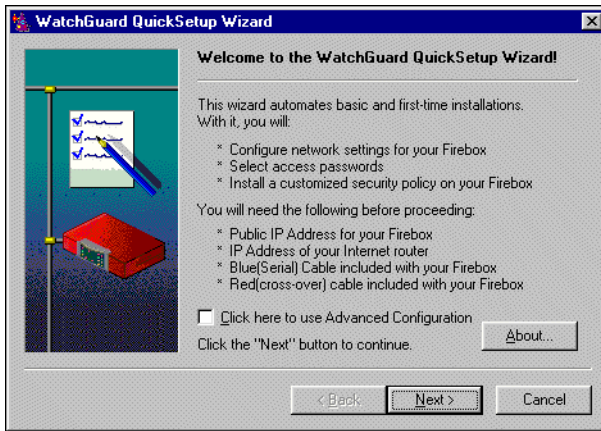 WatchGuard QuickSetup Wizard
Welcome to the WatchGuard QuickSetup Wizard!
This wizard automates basic and first-time installations.
With it, you will:
* Configure network settings for your Firebox
* Select access passwords
* Install a customized security policy on your Firebox
You will need the following before proceeding:
* Public IP Address for your Firebox
* IP Address of your Internet router
* Blue(Serial) Cable included with your Firebox
* Red(cross-over) cable included with your Firebox
Click here to use Advanced Configuration
Click the "Next" button to continue.
About...
< Back
Next >
Cancel